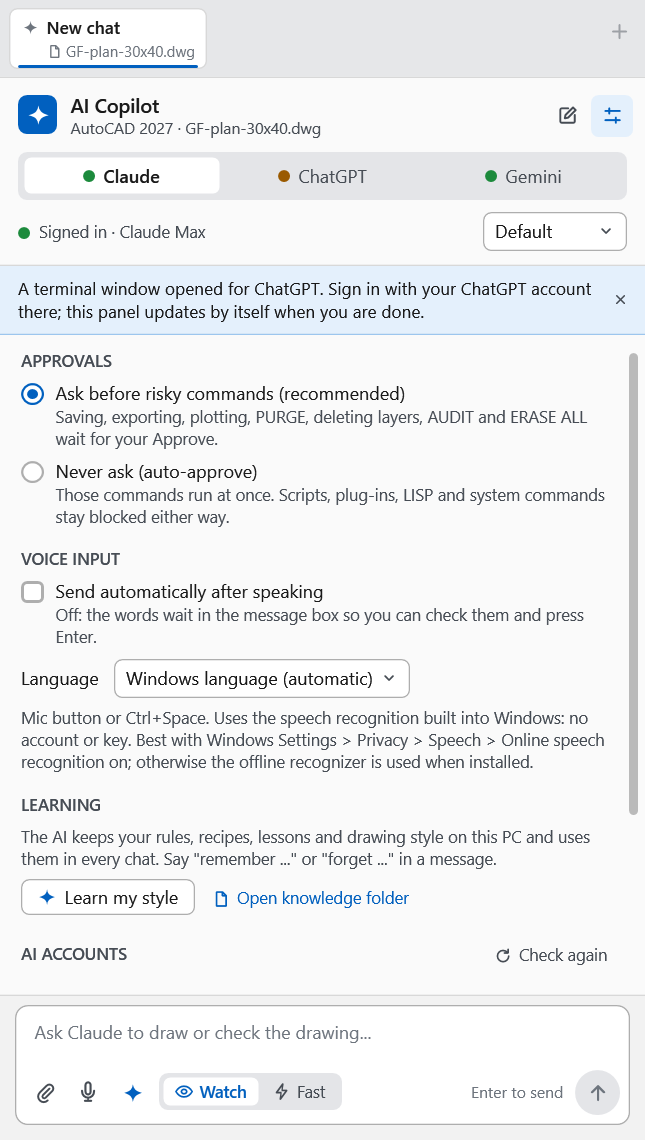 New chat
GF-plan-30x40.dwg
AI Copilot
AutoCAD 2027 · GF-plan-30x40.dwg
Claude
ChatGPT
Gemini
Signed in · Claude Max
Default
A terminal window opened for ChatGPT. Sign in with your ChatGPT account
there; this panel updates by itself when you are done.
APPROVALS
Ask before risky commands (recommended)
Saving, exporting, plotting, PURGE, deleting layers, AUDIT and ERASE ALL
wait for your Approve.
Never ask (auto-approve)
Those commands run at once. Scripts, plug-ins, LISP and system commands
stay blocked either way.
VOICE INPUT
Send automatically after speaking
Off: the words wait in the message box so you can check them and press
Enter.
Language
Windows language (automatic)
Mic button or Ctrl+Space. Uses the speech recognition built into Windows: no
account or key. Best with Windows Settings > Privacy > Speech > Online speech
recognition on; otherwise the offline recognizer is used when installed.
LEARNING
The AI keeps your rules, recipes, lessons and drawing style on this PC and uses
them in every chat. Say "remember ..." or "forget ..." in a message.
Learn my style
Open knowledge folder
AI ACCOUNTS
Check again
Ask Claude to draw or check the drawing...
Watch
Fast
Enter to send